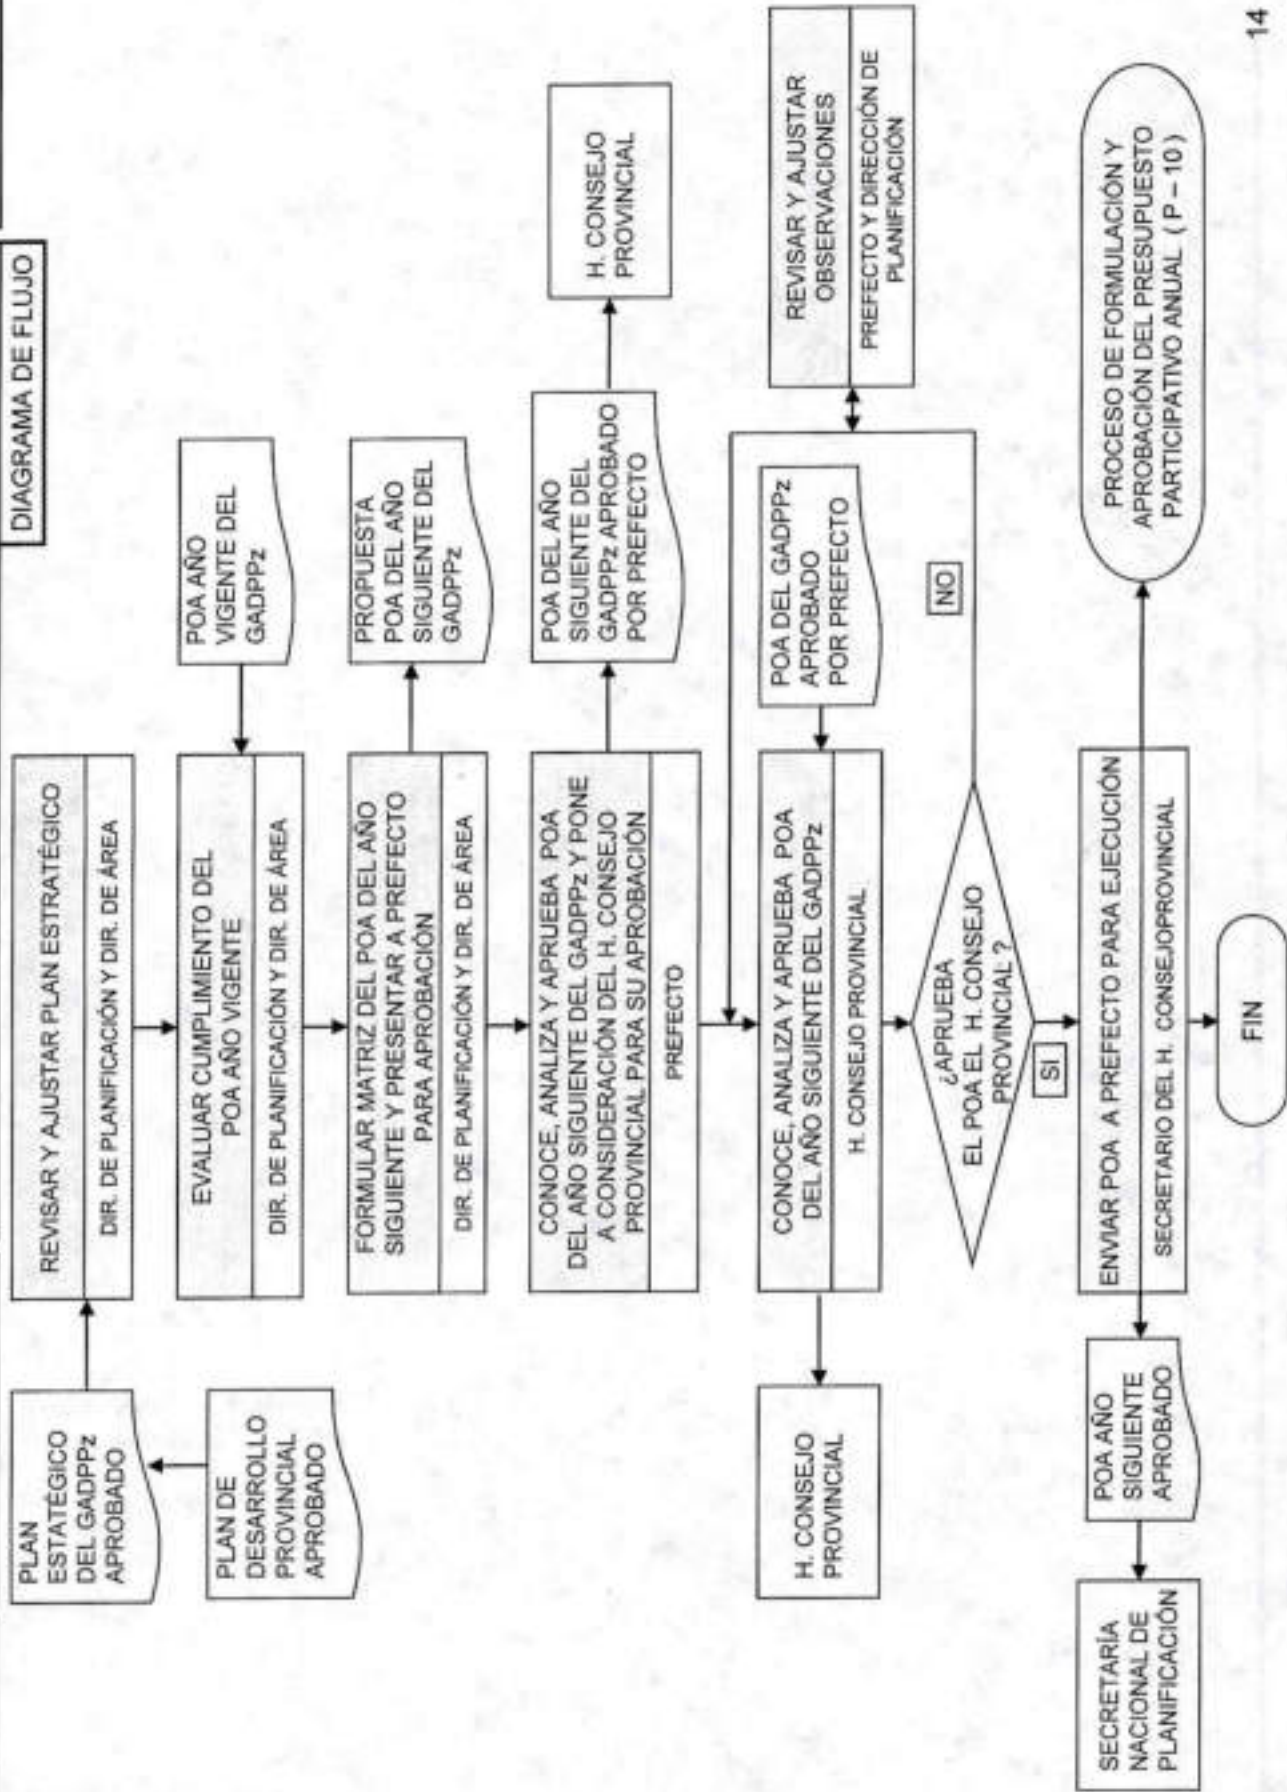 DIAGRAMA DE FLUJO
PLAN
ESTATÉGICO
DEL GADPPz
APROBADO
REVISAR Y AJUSTAR PLAN ESTRATÉGICO
DIR. DE PLANIFICACIÓN Y DIR. DE ÁREA
PLAN DE
DESARROLLO
PROVINCIAL
APROBADO
EVALUAR CUMPLIMIENTO DEL
POA AÑO VIGENTE
DIR. DE PLANIFICACIÓN Y DIR. DE ÁREA
POA AÑO
VIGENTE DEL
GADPPz
FORMULAR MATRIZ DEL POA DEL AÑO
SIGUIENTE Y PRESENTAR A PREFECTO
PARA APROBACIÓN
DIR. DE PLANIFICACIÓN Y DIR. DE ÁREA
PROPUESTA
POA DEL AÑO
SIGUIENTE DEL
GADPPz
CONOCE, ANALIZA Y APRUEBA POA
DEL AÑO SIGUIENTE DEL GADPPz Y PONE
A CONSIDERACIÓN DEL H. CONSEJO
PROVINCIAL PARA SU APROBACIÓN
PREFECTO
POA DEL AÑO
SIGUIENTE DEL
GADPPz APROBADO
POR PREFECTO
H. CONSEJO
PROVINCIAL
H. CONSEJO
PROVINCIAL
CONOCE, ANALIZA Y APRUEBA POA
DEL AÑO SIGUIENTE DEL GADPPz
H. CONSEJO PROVINCIAL
POA DEL GADPPz
APROBADO
POR PREFECTO
REVISAR Y AJUSTAR
OBSERVACIONES
PREFECTO Y DIRECCIÓN DE
PLANIFICACIÓN
¿APRUEBA
EL POA EL H. CONSEJO
PROVINCIAL ?
NO
SI
SECRETARÍA
NACIONAL DE
PLANIFICACIÓN
POA AÑO
SIGUIENTE
APROBADO
ENVIAR POA A PREFECTO PARA EJECUCIÓN
SECRETARIO DEL H. CONSEJOPROVINCIAL
PROCESO DE FORMULACIÓN Y
APROBACIÓN DEL PRESUPUESTO
PARTICIPATIVO ANUAL ( P – 10 )
FIN
14